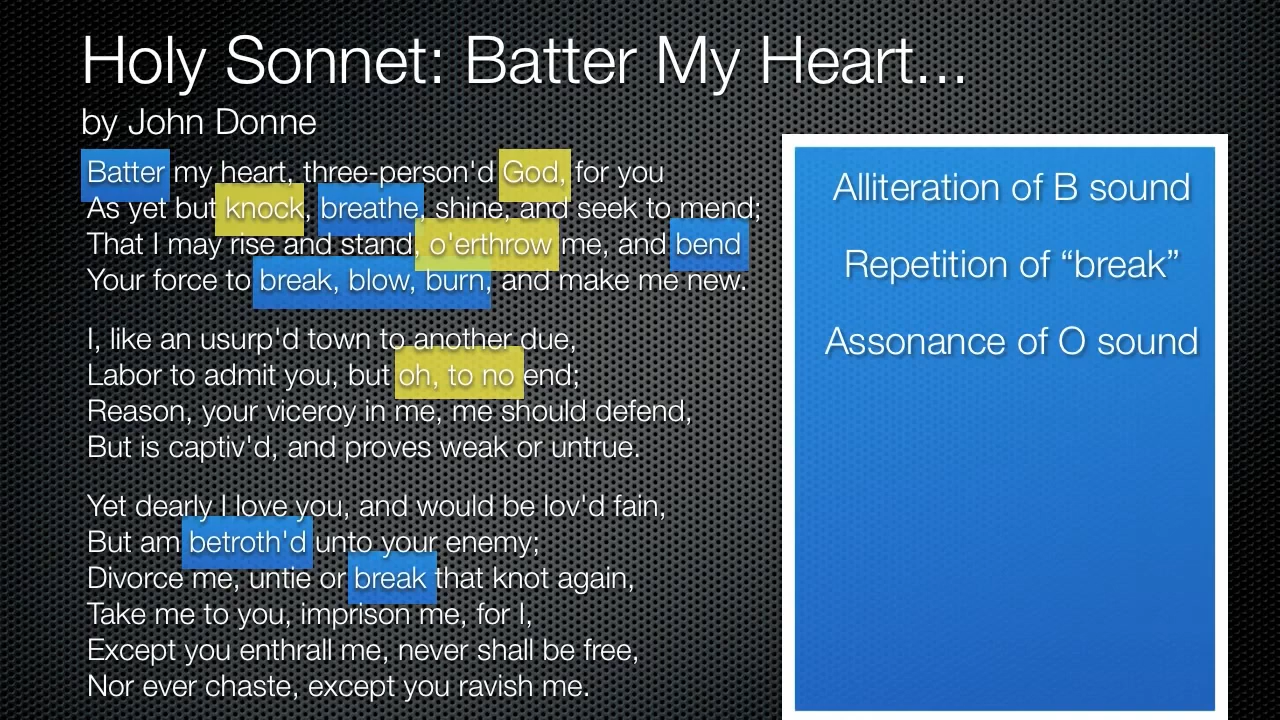 Holy Sonnet: Batter My Heart...
by John Donne
Batter my heart, three-person'd God, for you
As yet but knock, breathe, shine, and seek to mend;
That I may rise and stand, o'erthrow me, and bend
Your force to break, blow, burn, and make me new.
I, like an usurp'd town to another due,
Labor to admit you, but oh, to no end;
Reason, your viceroy in me, me should defend,
But is captiv'd, and proves weak or untrue.
Yet dearly I love you, and would be lov'd fain,
But am betroth'd unto your enemy;
Divorce me, untie or break that knot again,
Take me to you, imprison me, for I,
Except you enthrall me, never shall be free,
Nor ever chaste, except you ravish me.
Alliteration of B sound
Repetition of “break”
Assonance of O sound